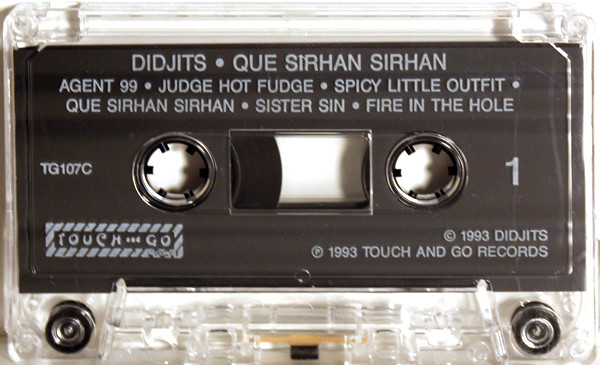 DIDJITS • QUE SIRHAN SIRHAN
AGENT 99 • JUDGE HOT FUDGE • SPICY LITTLE OUTFIT •
QUE SIRHAN SIRHAN • SISTER SIN • FIRE IN THE HOLE
TG107C
1
TOUCH AND GO
© 1993 DIDJITS
℗ 1993 TOUCH AND GO RECORDS